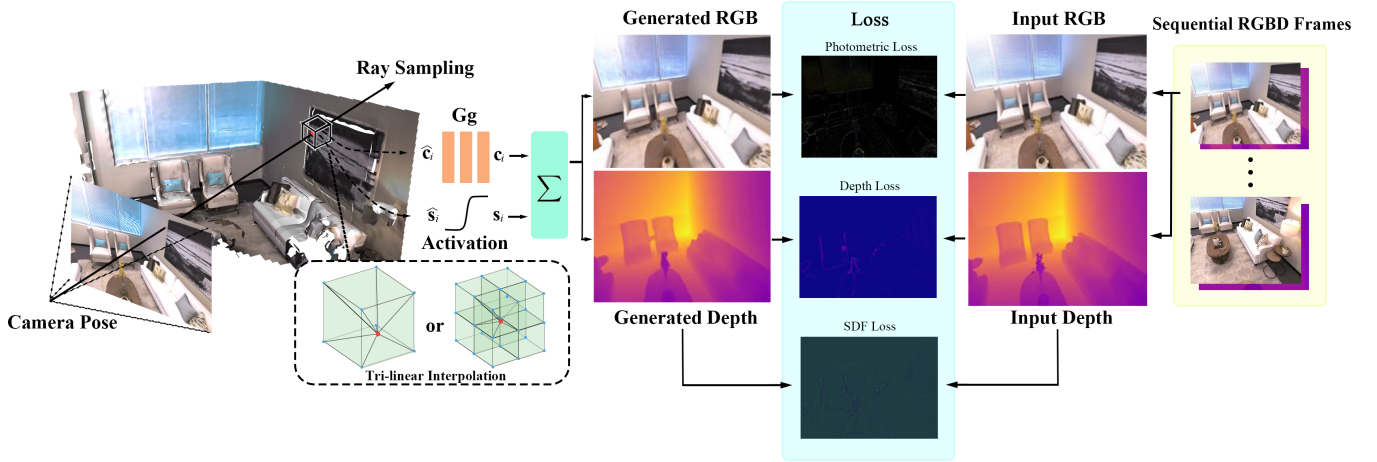 Generated RGB
Loss
Input RGB
Sequential RGBD Frames
Photometric Loss
Ray Sampling
Gg
ĉᵢ
cᵢ
ŝᵢ
sᵢ
∑
Activation
Depth Loss
Camera Pose
or
Tri-linear Interpolation
Generated Depth
SDF Loss
Input Depth